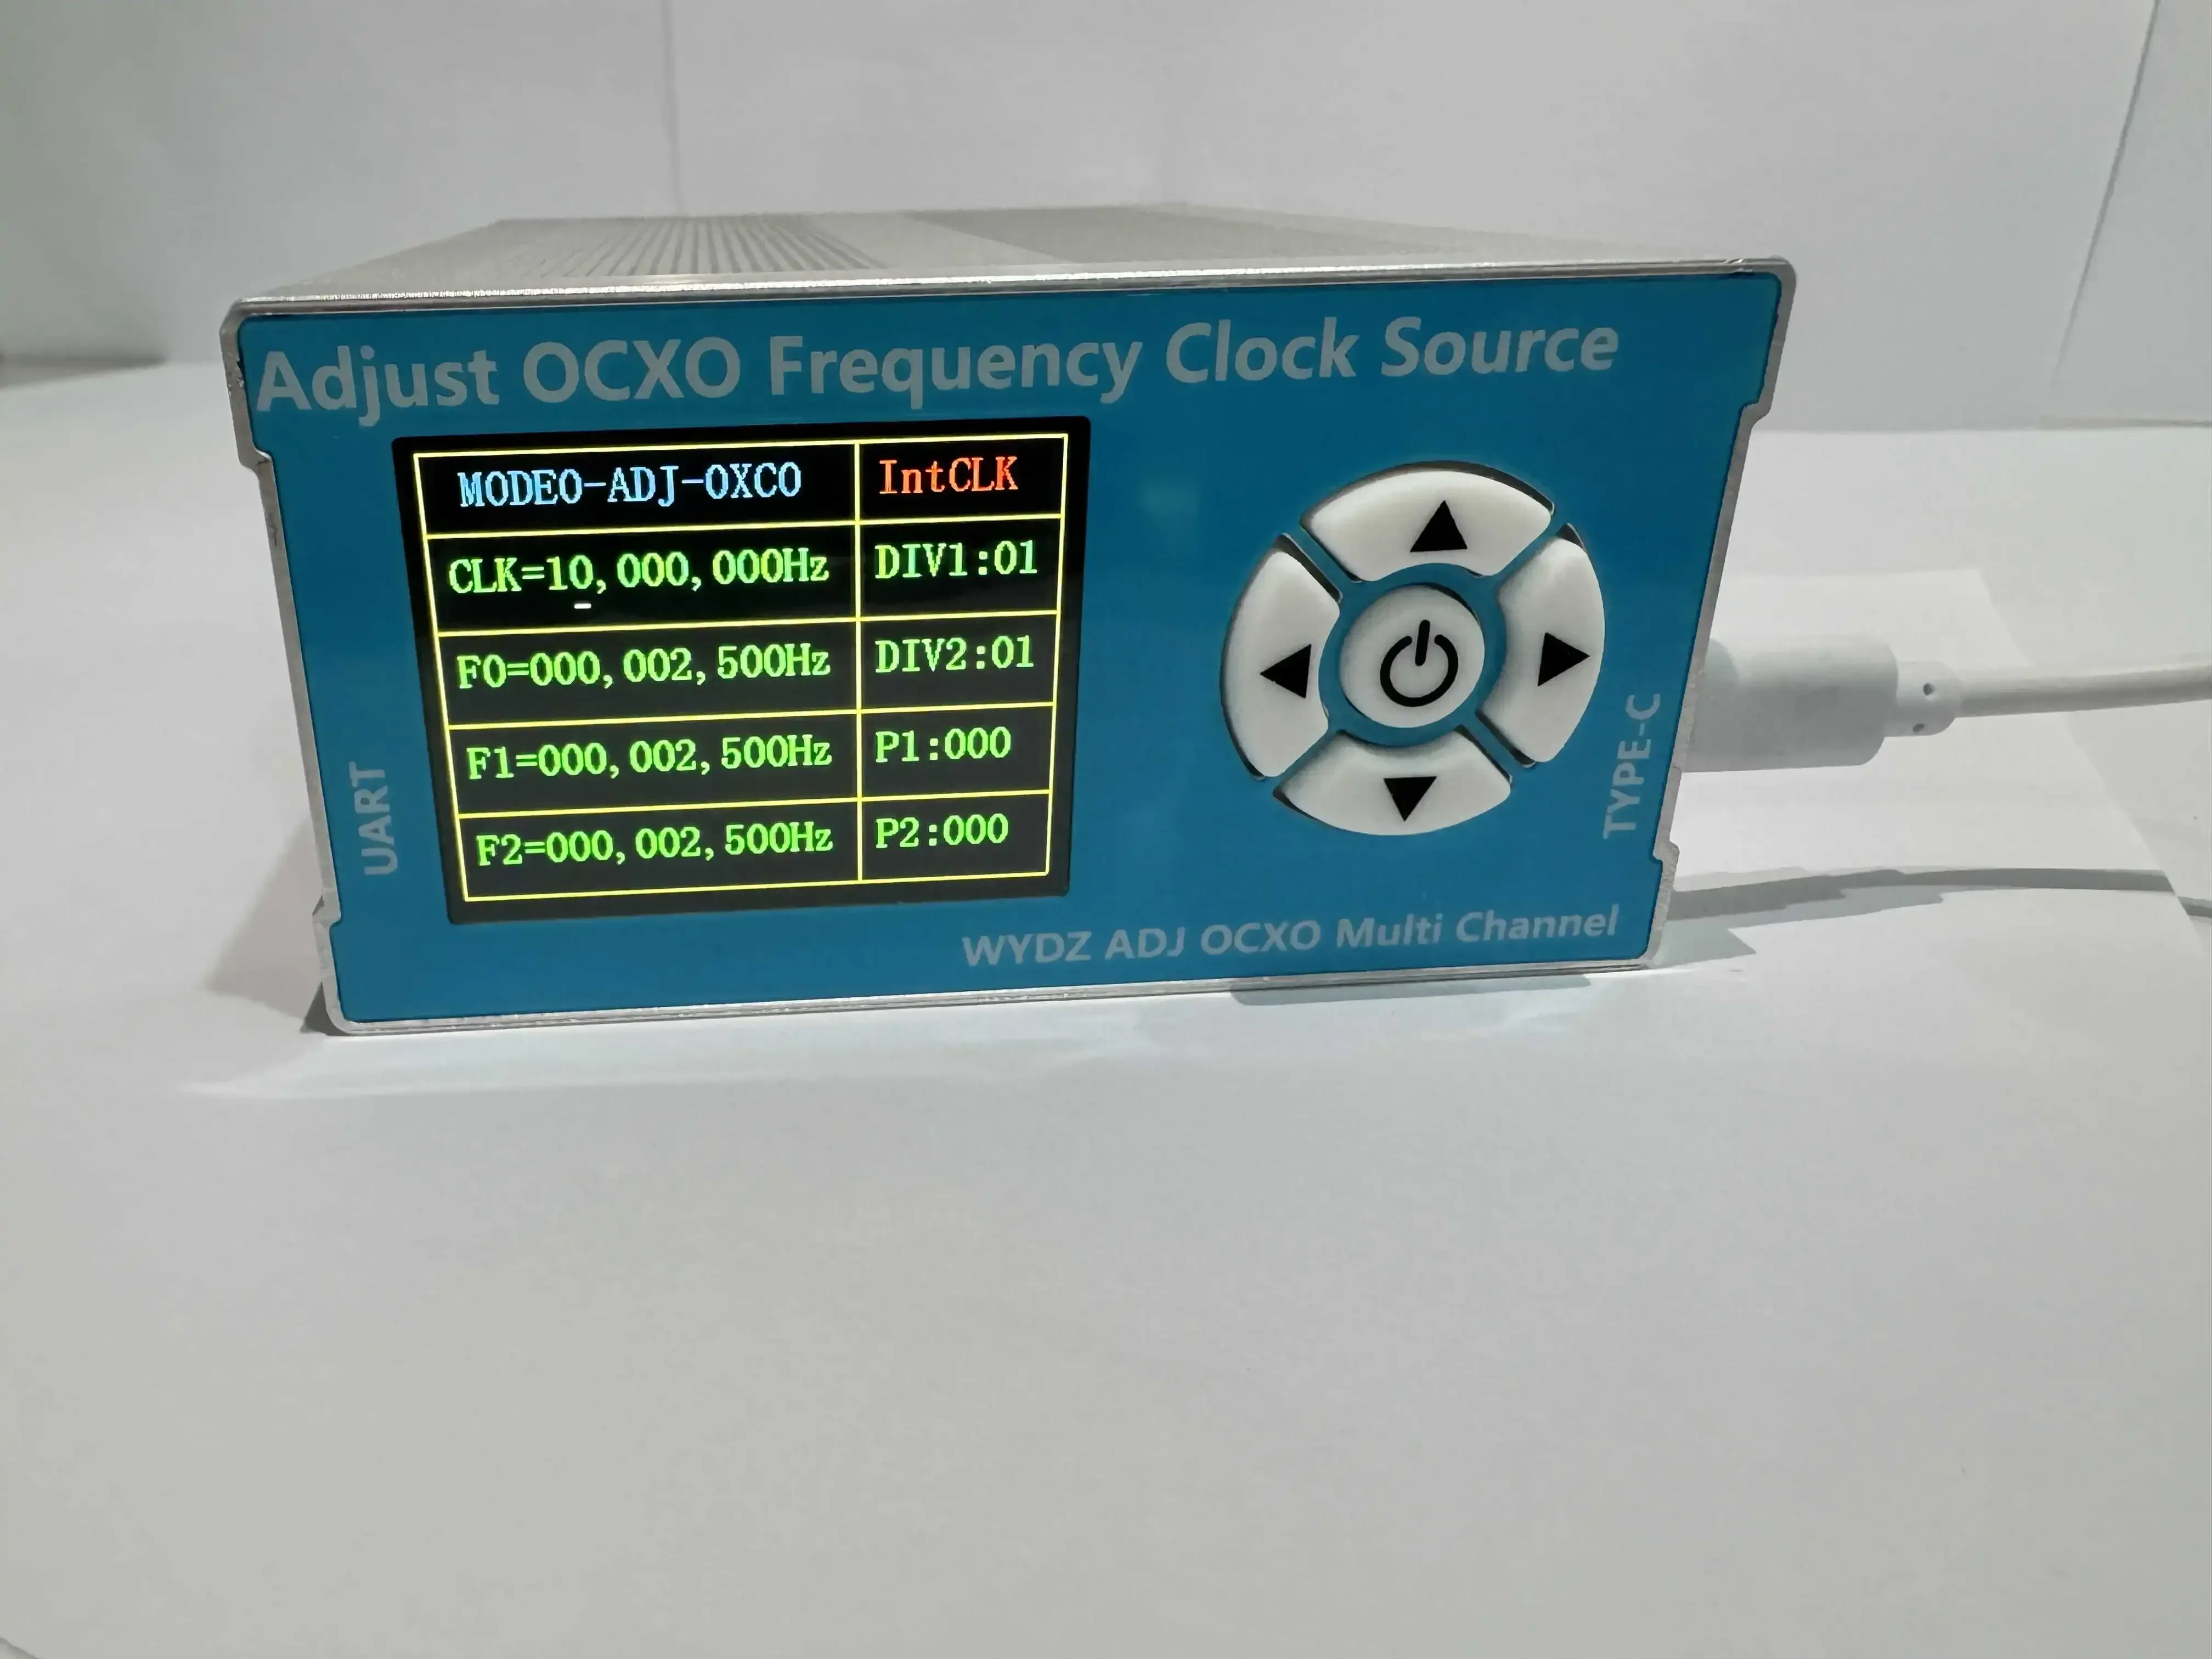 Adjust OCXO Frequency Clock Source
MODE0-ADJ-OXCO IntCLK
CLK=10,000,000Hz DIV1:01
F0=000,002,500Hz DIV2:01
F1=000,002,500Hz P1:000
F2=000,002,500Hz P2:000
UART
TYPE-C
WYDZ ADJ OCXO Multi Channel